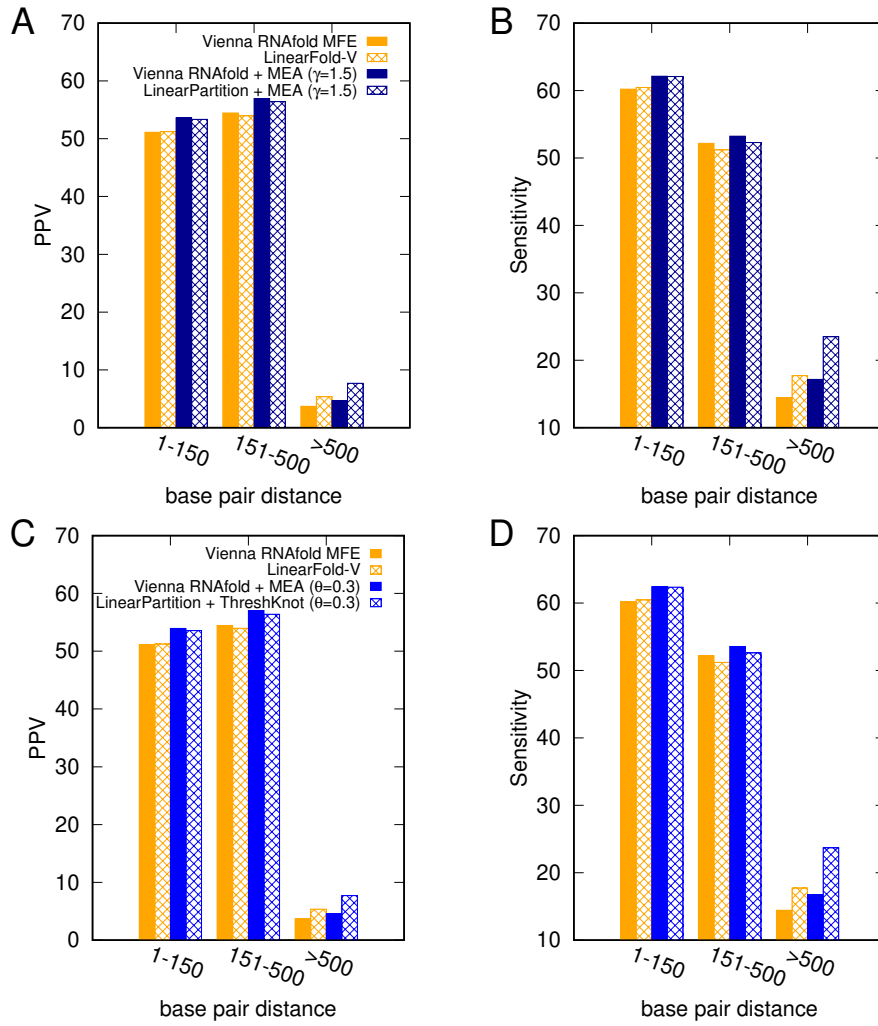 A
Vienna RNAfold MFE
LinearFold-V
Vienna RNAfold + MEA (γ=1.5)
LinearPartition + MEA (γ=1.5)
PPV
70
60
50
40
30
20
10
0
1-150
151-500
>500
base pair distance
B
Sensitivity
70
60
50
40
30
20
10
1-150
151-500
>500
base pair distance
C
Vienna RNAfold MFE
LinearFold-V
Vienna RNAfold + MEA (θ=0.3)
LinearPartition + ThreshKnot (θ=0.3)
PPV
70
60
50
40
30
20
10
0
1-150
151-500
>500
base pair distance
D
Sensitivity
70
60
50
40
30
20
10
1-150
151-500
>500
base pair distance